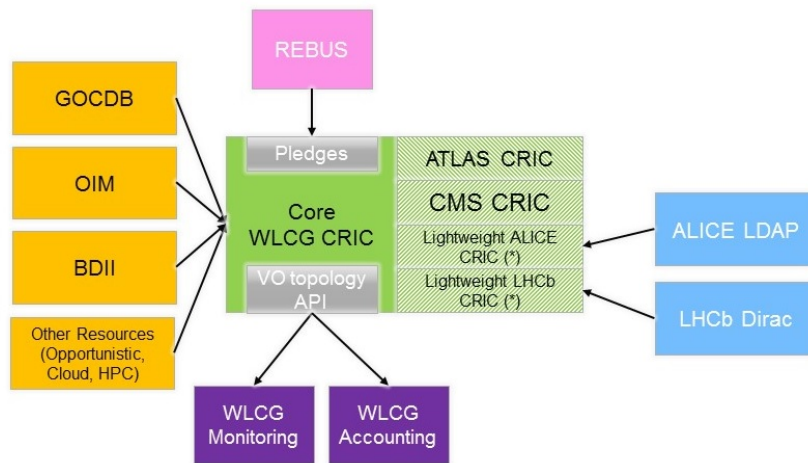 REBUS
GOCDB
OIM
BDII
Other Resources
(Opportunistic,
Cloud, HPC)
Pledges
Core
WLCG CRIC
VO topology
API
ATLAS CRIC
CMS CRIC
Lightweight ALICE
CRIC (*)
Lightweight LHCb
CRIC (*)
ALICE LDAP
LHCb Dirac
WLCG
Monitoring
WLCG
Accounting